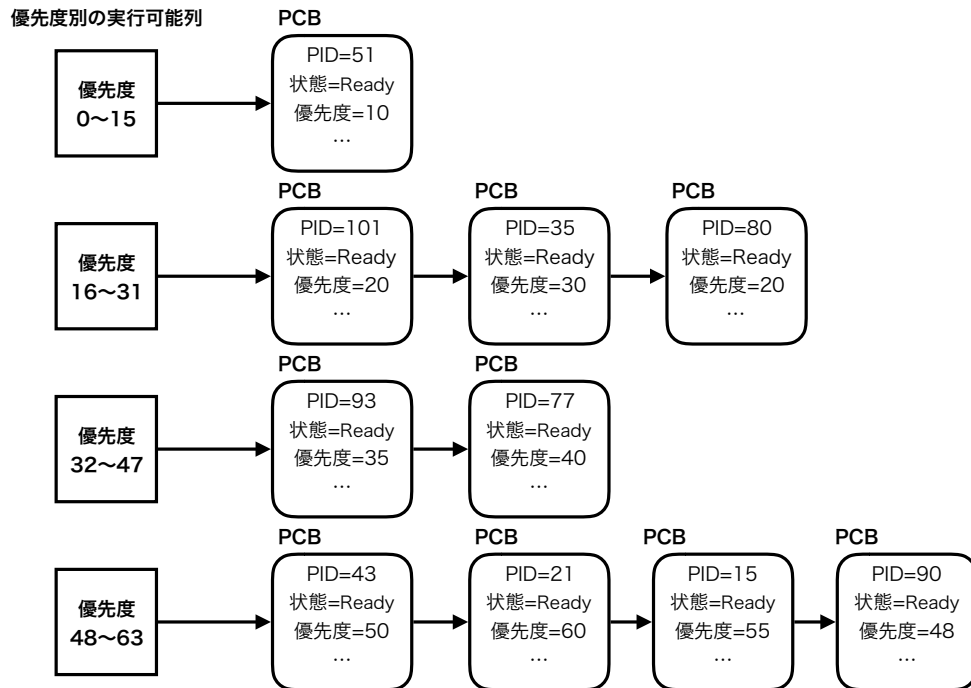 優先度別の実行可能列
PCB
優先度
0〜15
PID=51
状態=Ready
優先度=10
…
PCB
PCB
PCB
優先度
16〜31
PID=101
状態=Ready
優先度=20
…
PID=35
状態=Ready
優先度=30
…
PID=80
状態=Ready
優先度=20
…
PCB
PCB
優先度
32〜47
PID=93
状態=Ready
優先度=35
…
PID=77
状態=Ready
優先度=40
…
PCB
PCB
PCB
PCB
優先度
48〜63
PID=43
状態=Ready
優先度=50
…
PID=21
状態=Ready
優先度=60
…
PID=15
状態=Ready
優先度=55
…
PID=90
状態=Ready
優先度=48
…